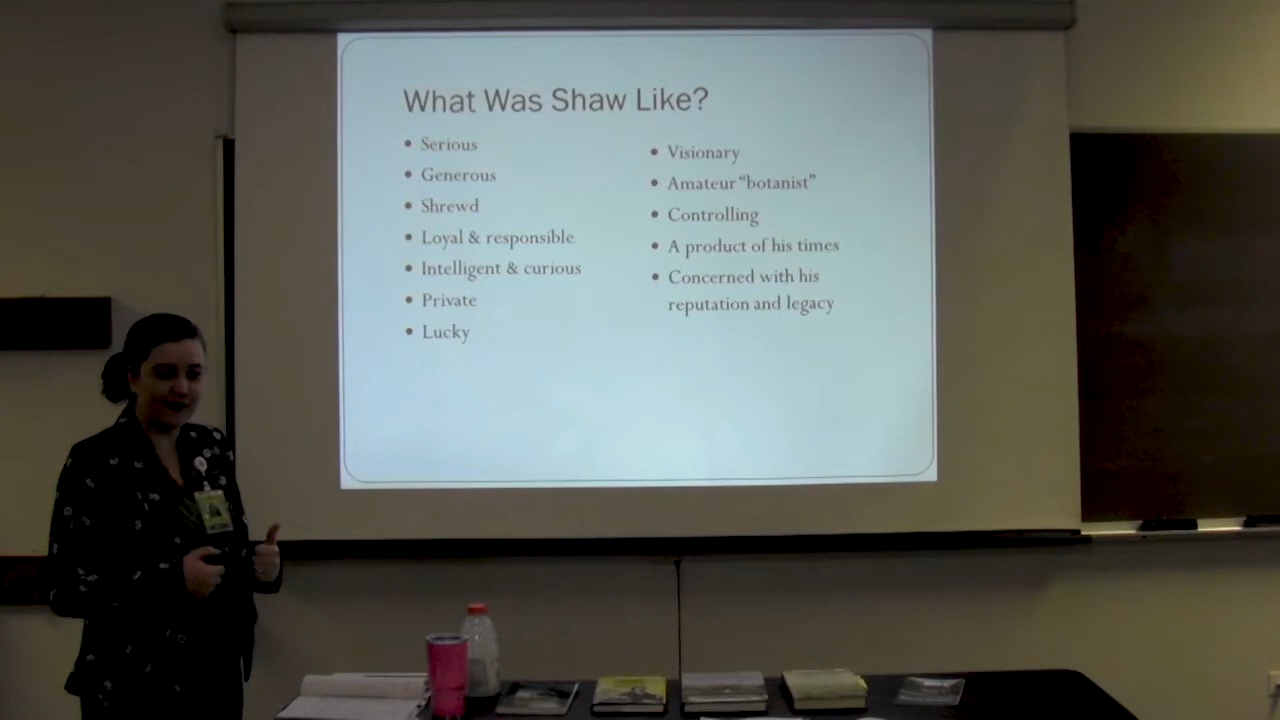 What Was Shaw Like?
• Serious
• Generous
• Shrewd
• Loyal & responsible
• Intelligent & curious
• Private
• Lucky
• Visionary
• Amateur “botanist”
• Controlling
• A product of his times
• Concerned with his
reputation and legacy